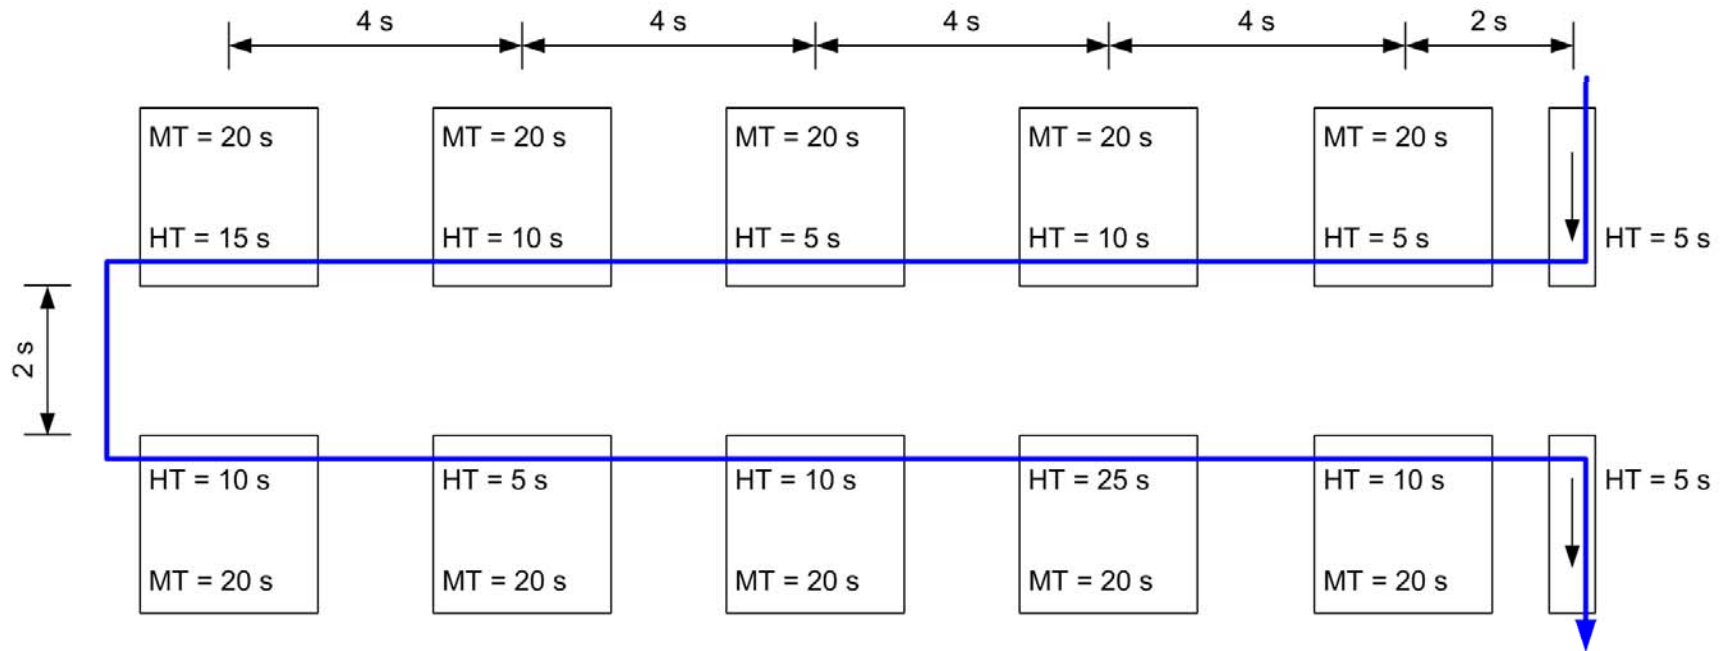 4 s
4 s
4 s
4 s
2 s
MT = 20 s
MT = 20 s
MT = 20 s
MT = 20 s
MT = 20 s
HT = 15 s
HT = 10 s
HT = 5 s
HT = 10 s
HT = 5 s
HT = 5 s
2 s
HT = 10 s
HT = 5 s
HT = 10 s
HT = 25 s
HT = 10 s
HT = 5 s
MT = 20 s
MT = 20 s
MT = 20 s
MT = 20 s
MT = 20 s